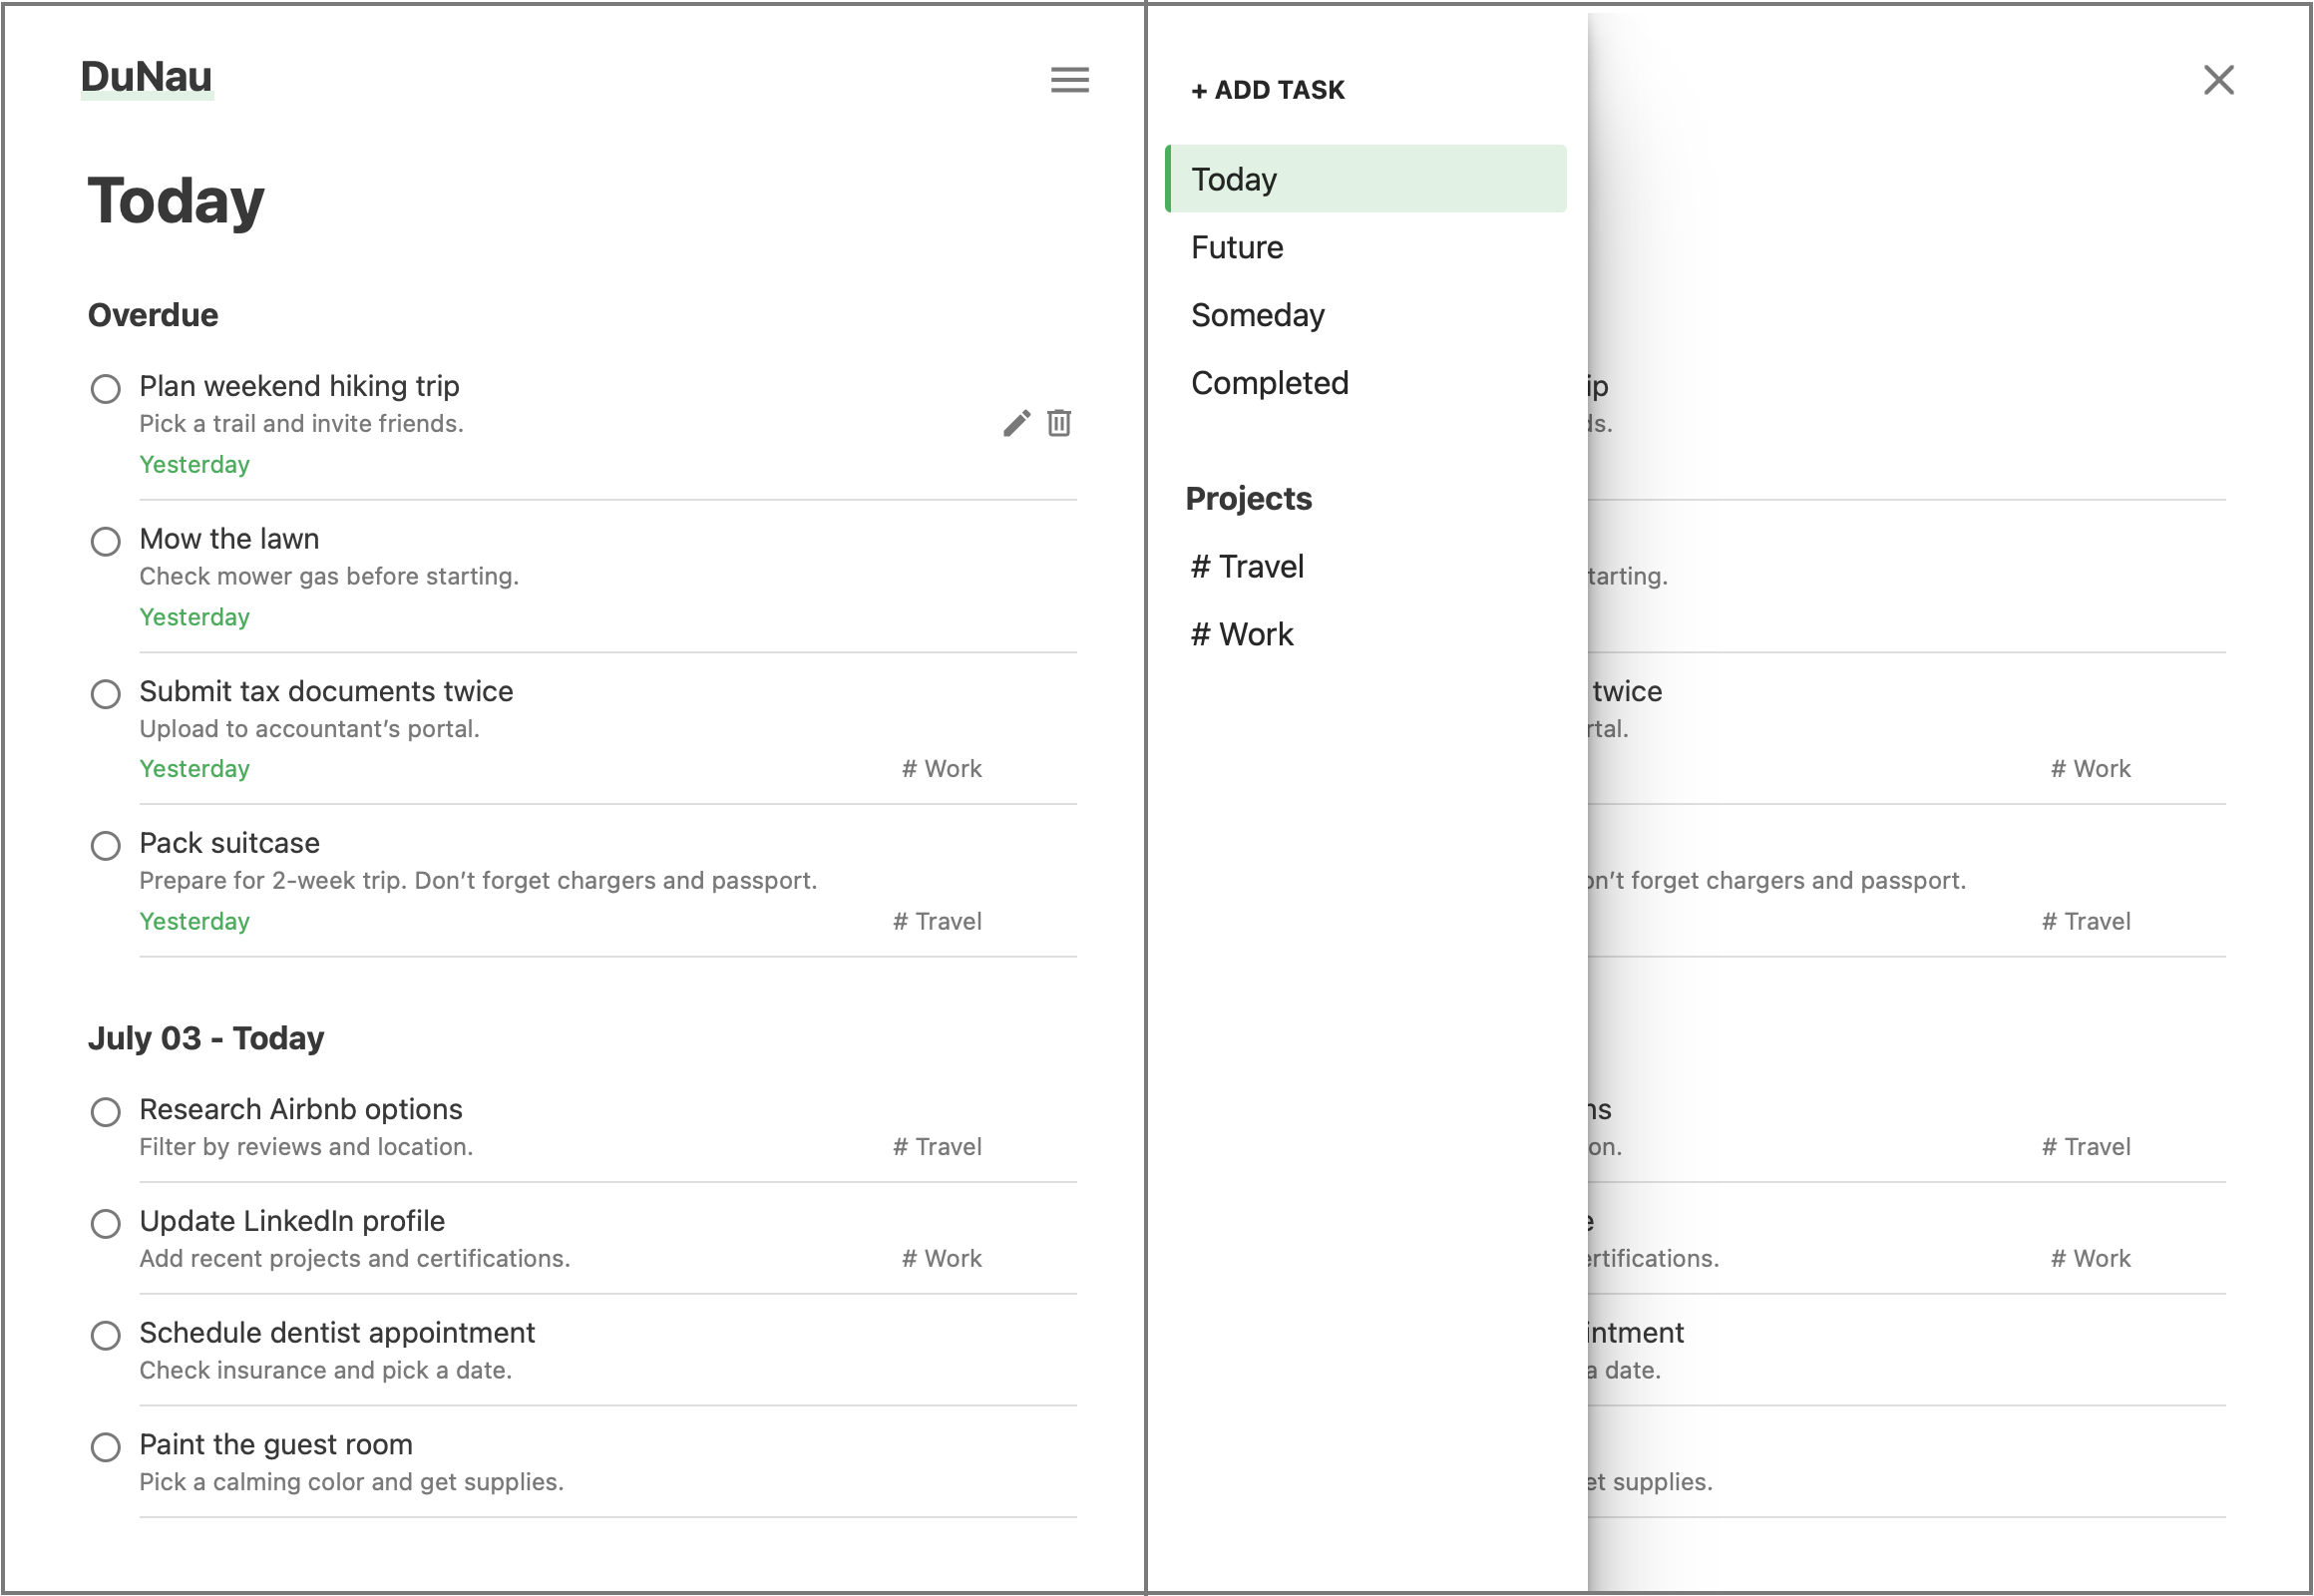 DuNau
Today
Overdue
Plan weekend hiking trip
Pick a trail and invite friends.
Yesterday
Mow the lawn
Check mower gas before starting.
Yesterday
Submit tax documents twice
Upload to accountant’s portal.
Yesterday # Work
Pack suitcase
Prepare for 2-week trip. Don’t forget chargers and passport.
Yesterday # Travel
July 03 - Today
Research Airbnb options
Filter by reviews and location. # Travel
Update LinkedIn profile
Add recent projects and certifications. # Work
Schedule dentist appointment
Check insurance and pick a date.
Paint the guest room
Pick a calming color and get supplies.
+ ADD TASK
Today
Future
Someday
Completed
Projects
# Travel
# Work
ip
ds.
tarting.
twice
rtal.
# Work
on’t forget chargers and passport.
# Travel
ns
on. # Travel
e
ertifications. # Work
intment
a date.
et supplies.